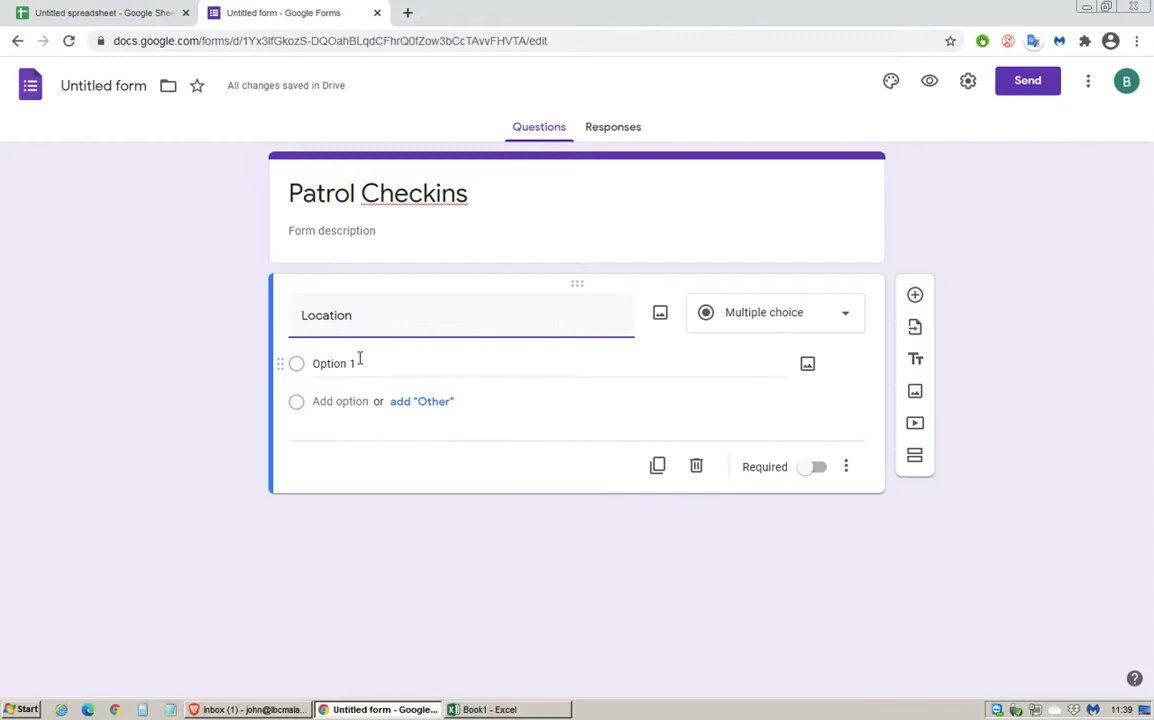 Untitled spreadsheet - Google Shee
Untitled form - Google Forms
docs.google.com/forms/d/1Yx3lfGkozS-DQOahBLqdCFhrQ0fZow3bCcTAvvFHVTA/edit
Untitled form
All changes saved in Drive
Send
B
Questions
Responses
Patrol Checkins
Form description
Location
Multiple choice
Option 1
Add option or add "Other"
Required
Start
Inbox (1) - john@lbcmala...
Untitled form - Google...
Book1 - Excel
11:39